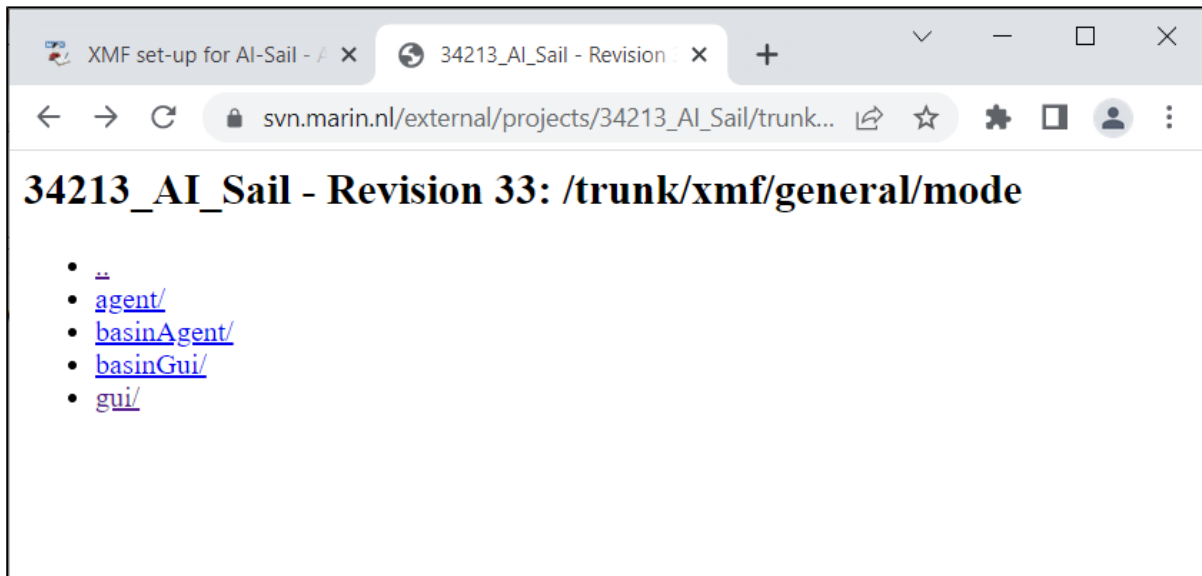 XMF set-up for AI-Sail - A
34213_AI_Sail - Revision 3
svn.marin.nl/external/projects/34213_AI_Sail/trunk...
34213_AI_Sail - Revision 33: /trunk/xmf/general/mode
..
agent/
basinAgent/
basinGui/
gui/